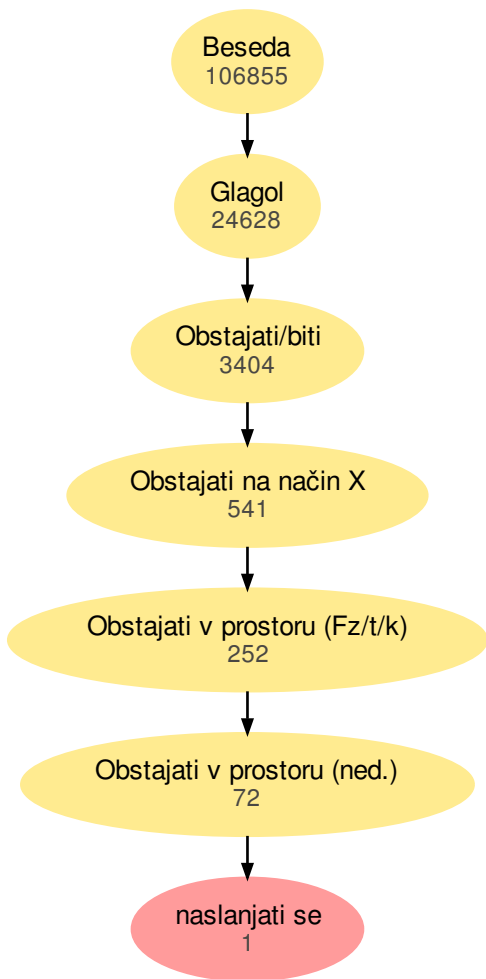 Beseda
106855
Glagol
24628
Obstajati/biti
3404
Obstajati na način X
541
Obstajati v prostoru (Fz/t/k)
252
Obstajati v prostoru (ned.)
72
naslanjati se
1